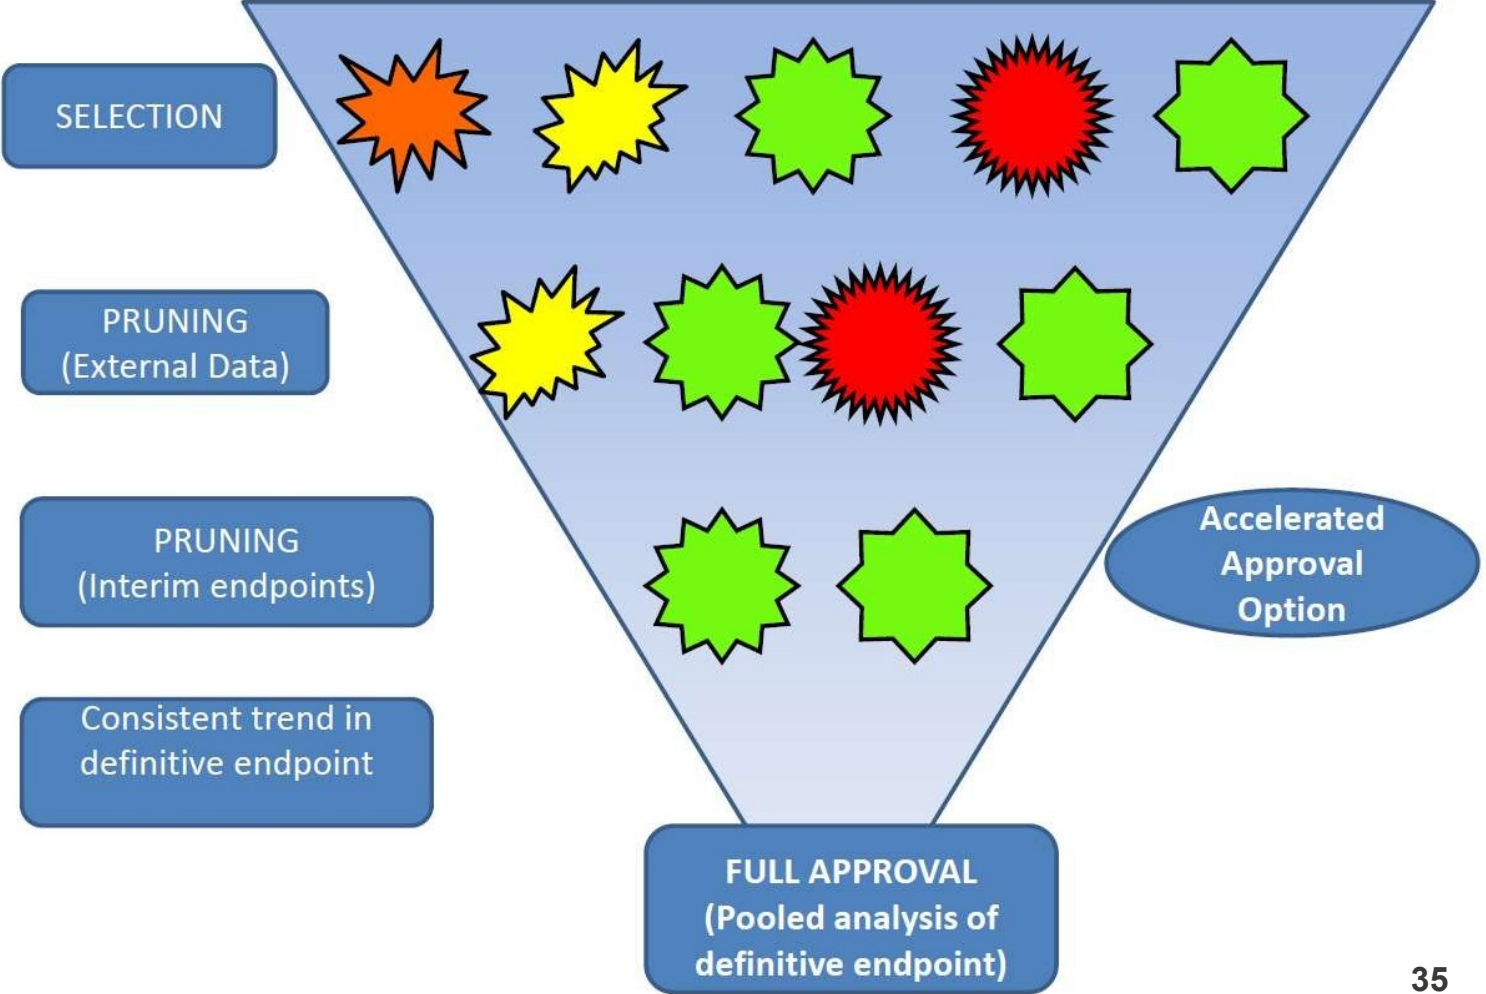 SELECTION
PRUNING
(External Data)
PRUNING
(Interim endpoints)
Accelerated
Approval
Option
Consistent trend in
definitive endpoint
FULL APPROVAL
(Pooled analysis of
definitive endpoint)
35